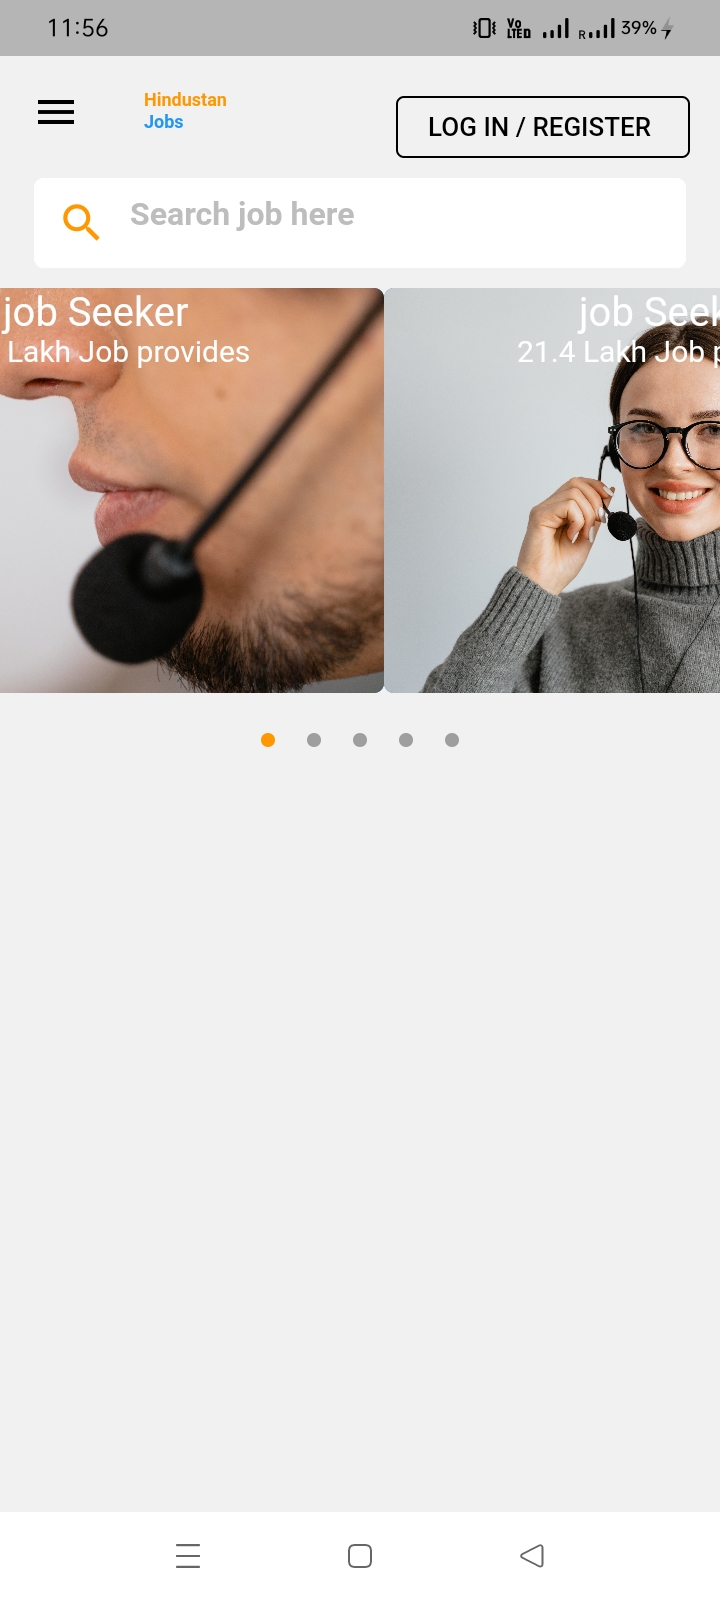 11:56
Vo
LTED
R
39%
Hindustan
Jobs
LOG IN / REGISTER
Search job here
job Seeker
Lakh Job provides
job Seek
21.4 Lakh Job p